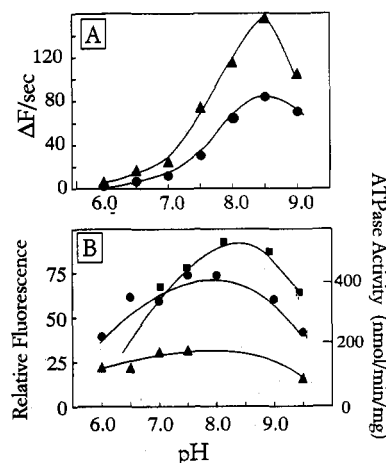 A
ΔF/sec
160
120
80
40
0
6.0 7.0 8.0 9.0
B
Relative Fluorescence
75
50
25
0
ATPase Activity (nmol/min/mg)
400
200
0
6.0 7.0 8.0 9.0
pH